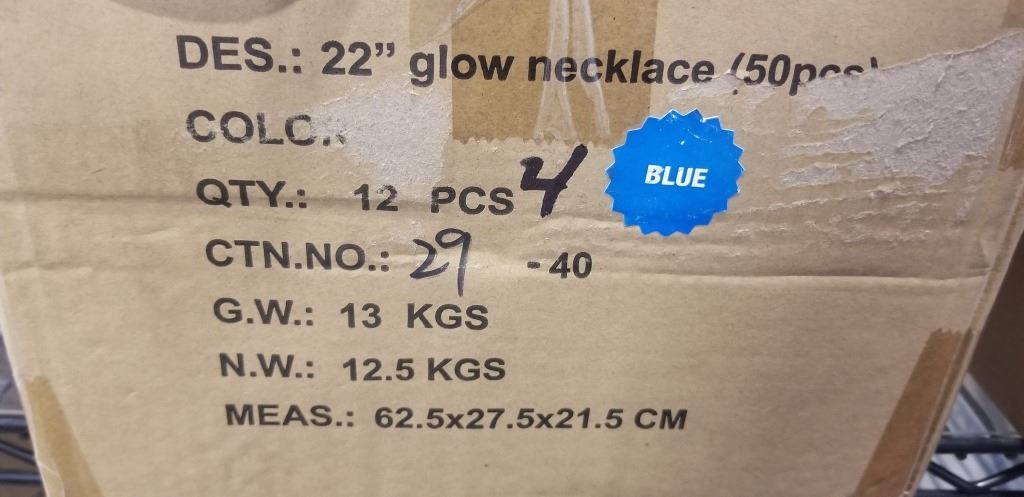 DES.: 22” glow necklace (50pcs)
COLO
QTY.: 12 PCS 4 BLUE
CTN.NO.: 29 - 40
G.W.: 13 KGS
N.W.: 12.5 KGS
MEAS.: 62.5x27.5x21.5 CM